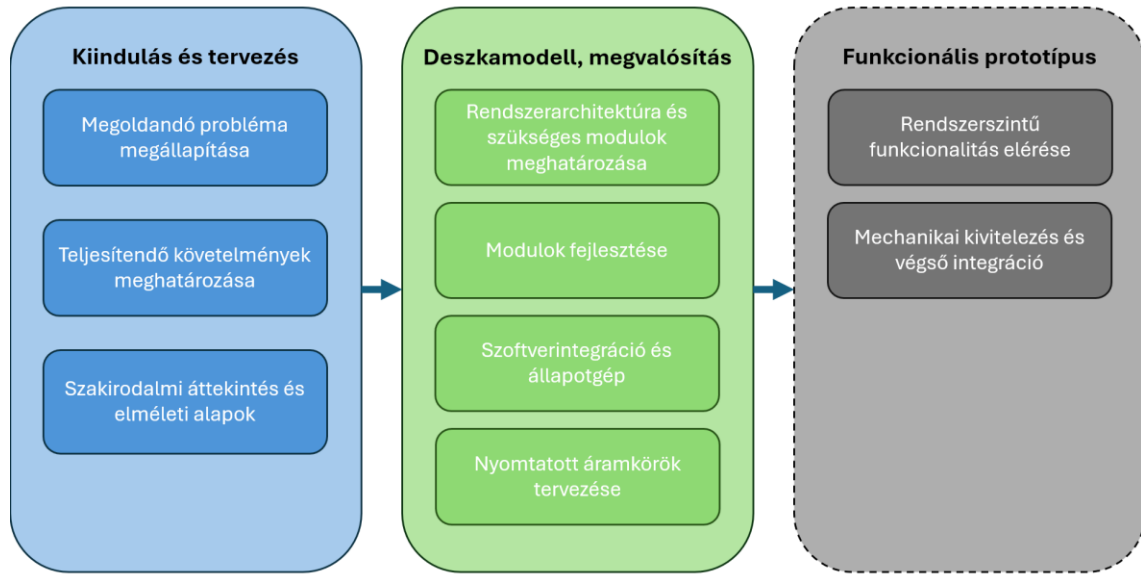 Kiindulás és tervezés
Megoldandó probléma
megállapítása
Teljesítendő követelmények
meghatározása
Szakirodalmi áttekintés és
elméleti alapok
Deszkamodell, megvalósítás
Rendszerarchitektúra és
szükséges modulok
meghatározása
Modulok fejlesztése
Szoftverintegráció és
állapotgép
Nyomtatott áramkörök
tervezése
Funkcionális prototípus
Rendszerszintű
funkcionalitás elérése
Mechanikai kivitelezés és
végső integráció